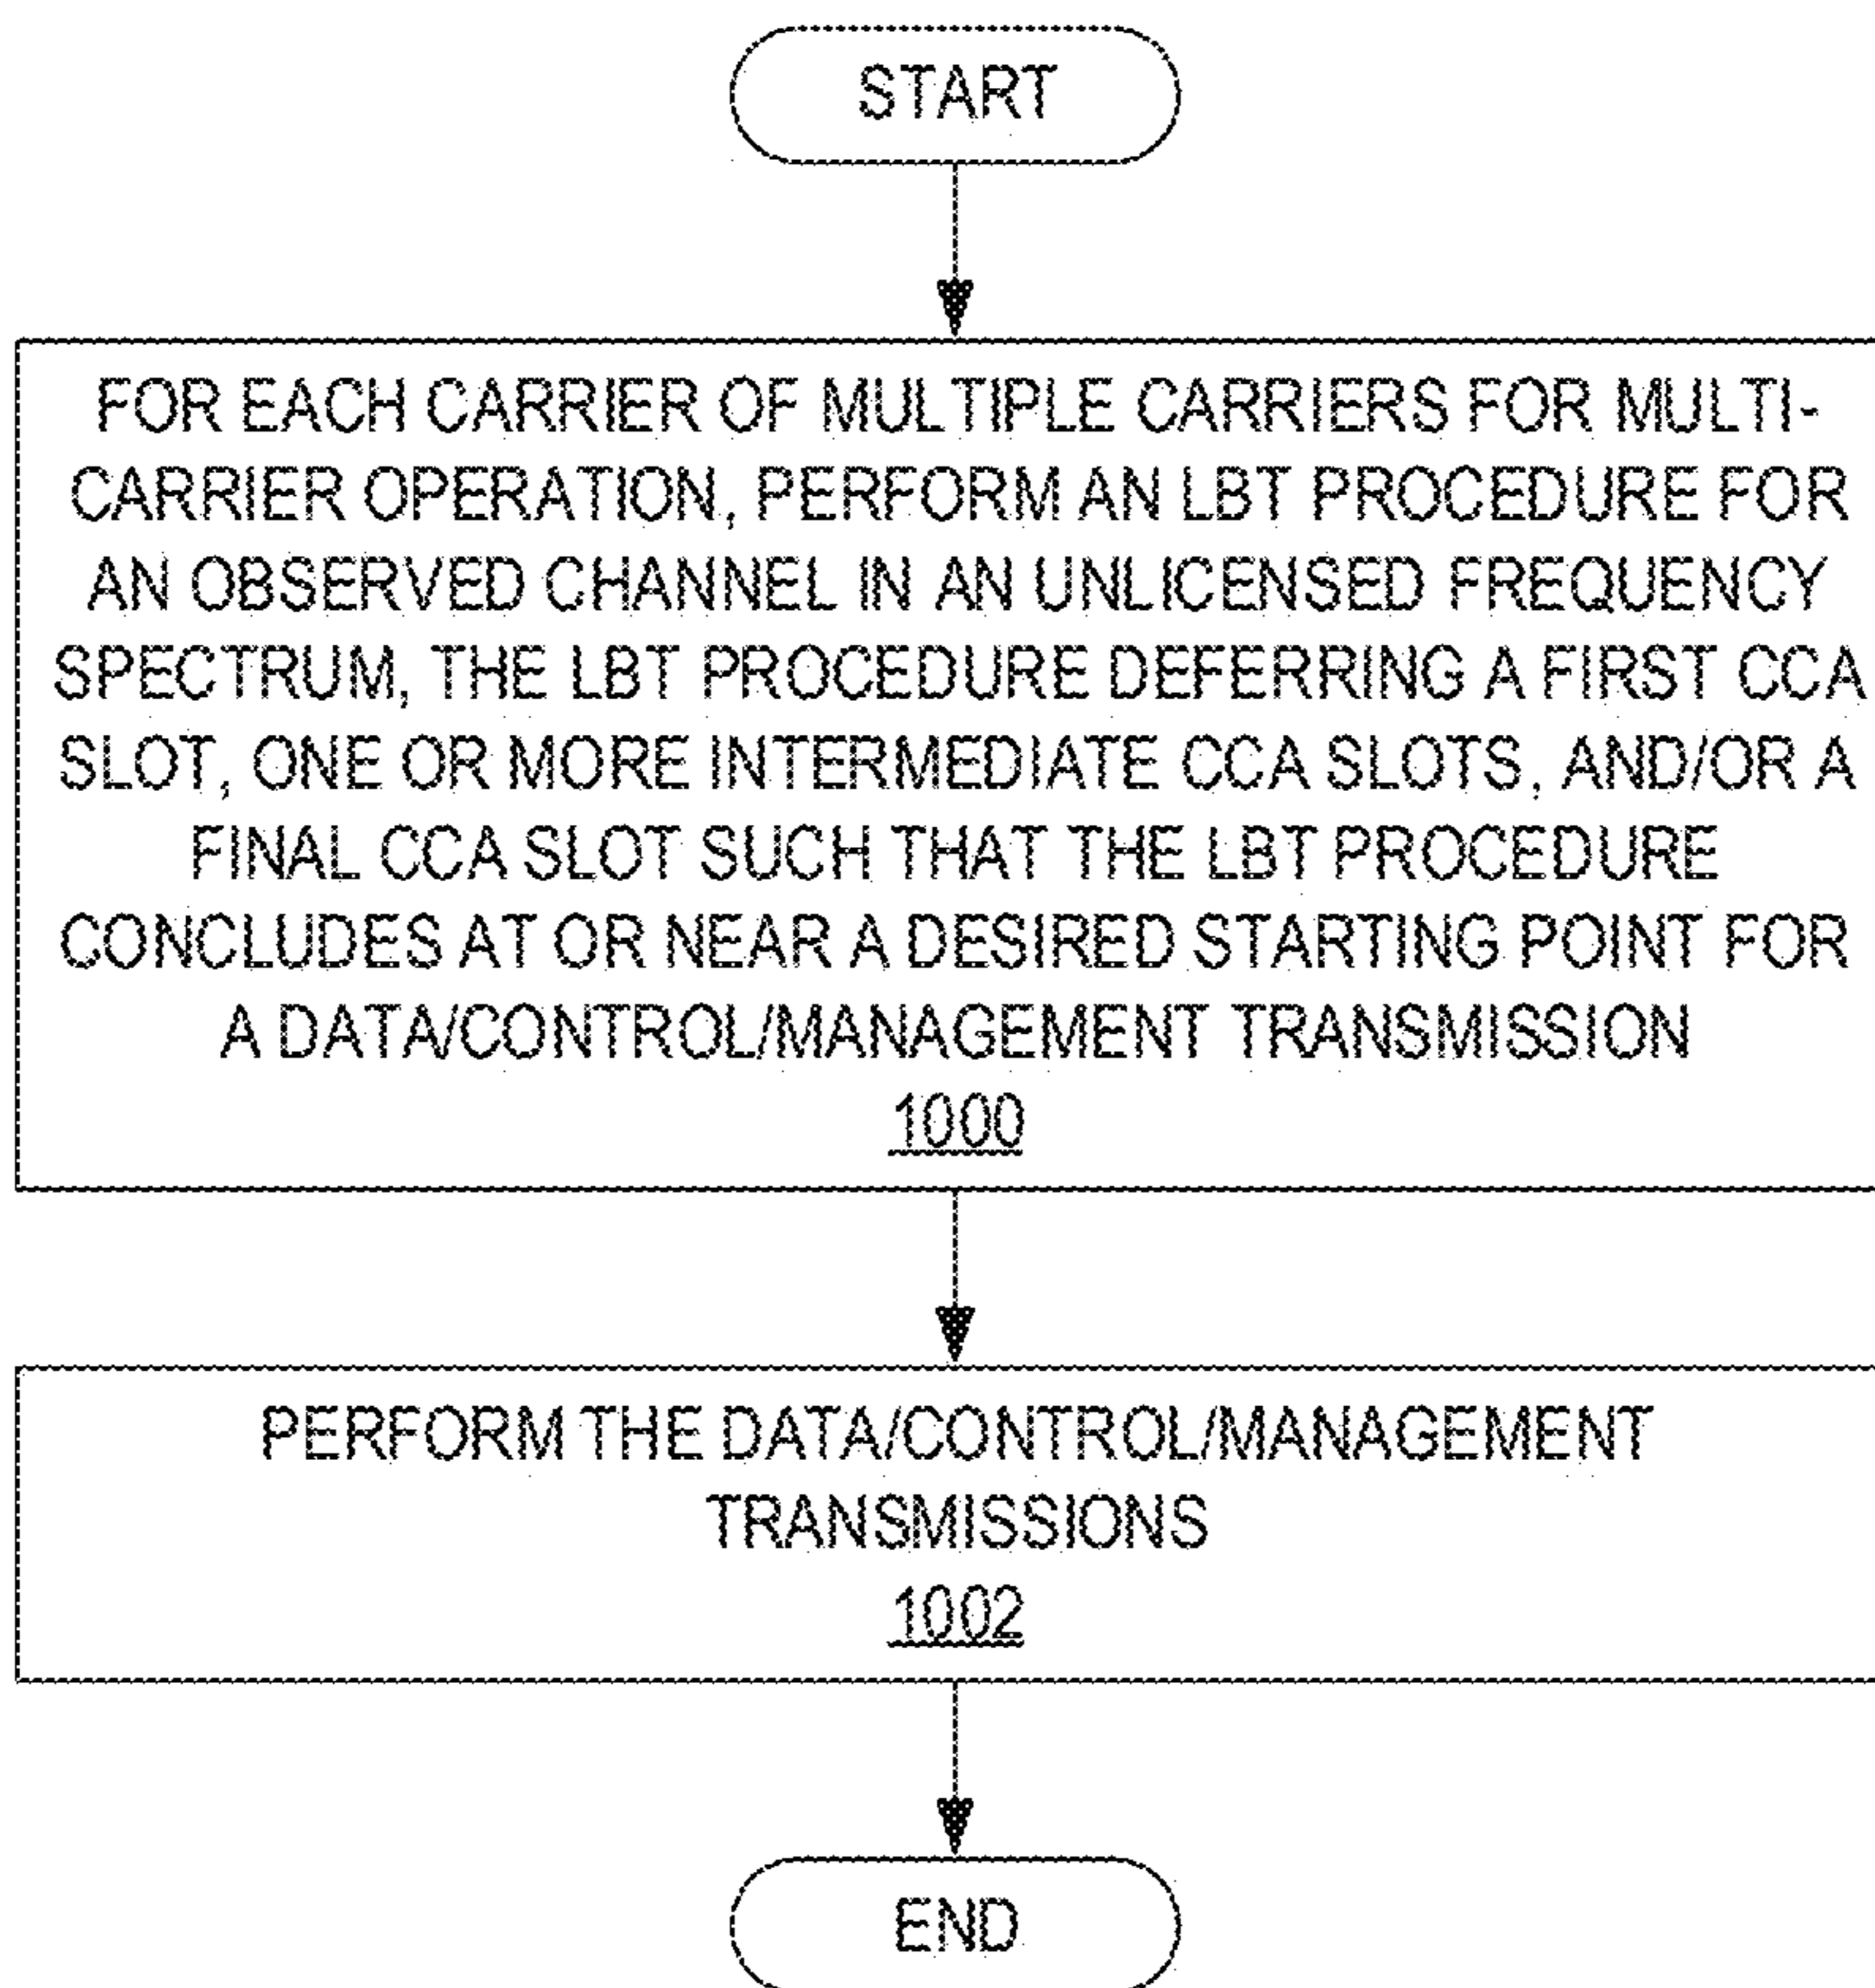 START
FOR EACH CARRIER OF MULTIPLE CARRIERS FOR MULTI-
CARRIER OPERATION, PERFORM AN LBT PROCEDURE FOR
AN OBSERVED CHANNEL IN AN UNLICENSED FREQUENCY
SPECTRUM, THE LBT PROCEDURE DEFERRING A FIRST CCA
SLOT, ONE OR MORE INTERMEDIATE CCA SLOTS, AND/OR A
FINAL CCA SLOT SUCH THAT THE LBT PROCEDURE
CONCLUDES AT OR NEAR A DESIRED STARTING POINT FOR
A DATA/CONTROL/MANAGEMENT TRANSMISSION
1000
PERFORM THE DATA/CONTROL/MANAGEMENT
TRANSMISSIONS
1002
END